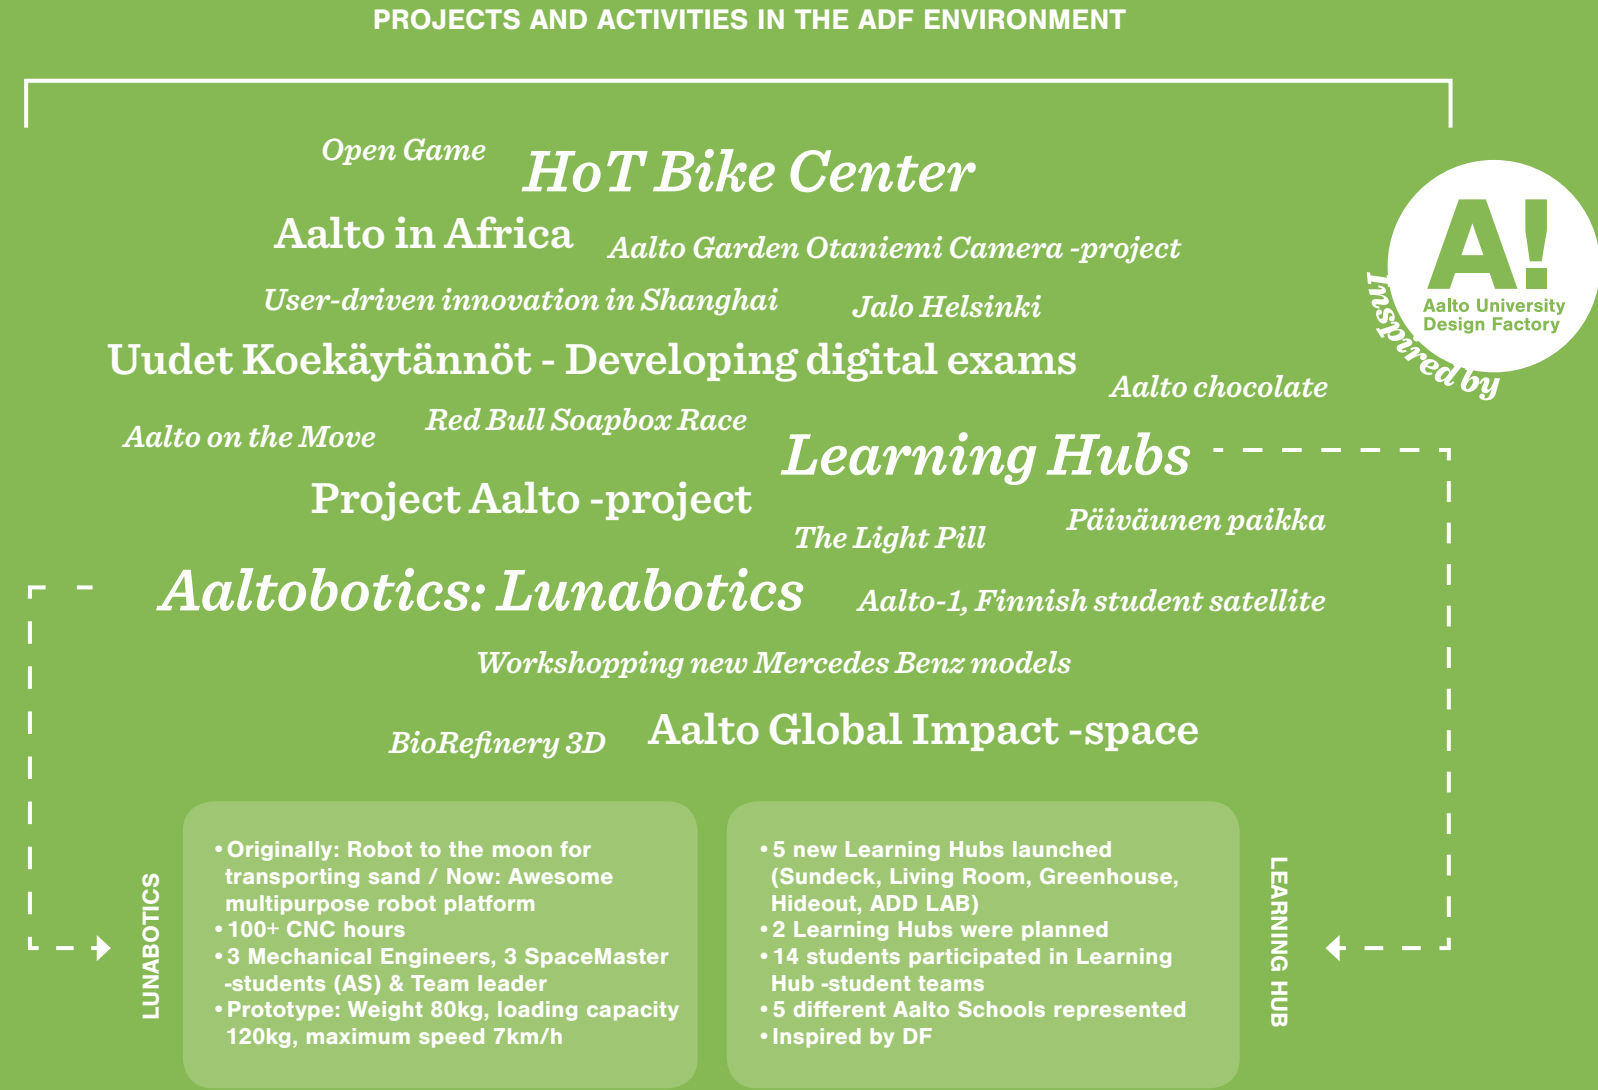 PROJECTS AND ACTIVITIES IN THE ADF ENVIRONMENT
Open Game
HoT Bike Center
Aalto in Africa
Aalto Garden Otaniemi Camera -project
User-driven innovation in Shanghai
Jalo Helsinki
A!
Aalto University
Design Factory
Inspired by
Uudet Koekäytännöt - Developing digital exams
Aalto chocolate
Aalto on the Move
Red Bull Soapbox Race
Learning Hubs
Project Aalto -project
The Light Pill
Päiväunen paikka
Aaltobotics: Lunabotics
Aalto-1, Finnish student satellite
Workshopping new Mercedes Benz models
BioRefinery 3D
Aalto Global Impact -space
LUNABOTICS
• Originally: Robot to the moon for
transporting sand / Now: Awesome
multipurpose robot platform
• 100+ CNC hours
• 3 Mechanical Engineers, 3 SpaceMaster
-students (AS) & Team leader
• Prototype: Weight 80kg, loading capacity
120kg, maximum speed 7km/h
• 5 new Learning Hubs launched
(Sundeck, Living Room, Greenhouse,
Hideout, ADD LAB)
• 2 Learning Hubs were planned
• 14 students participated in Learning
Hub -student teams
• 5 different Aalto Schools represented
• Inspired by DF
LEARNING HUB